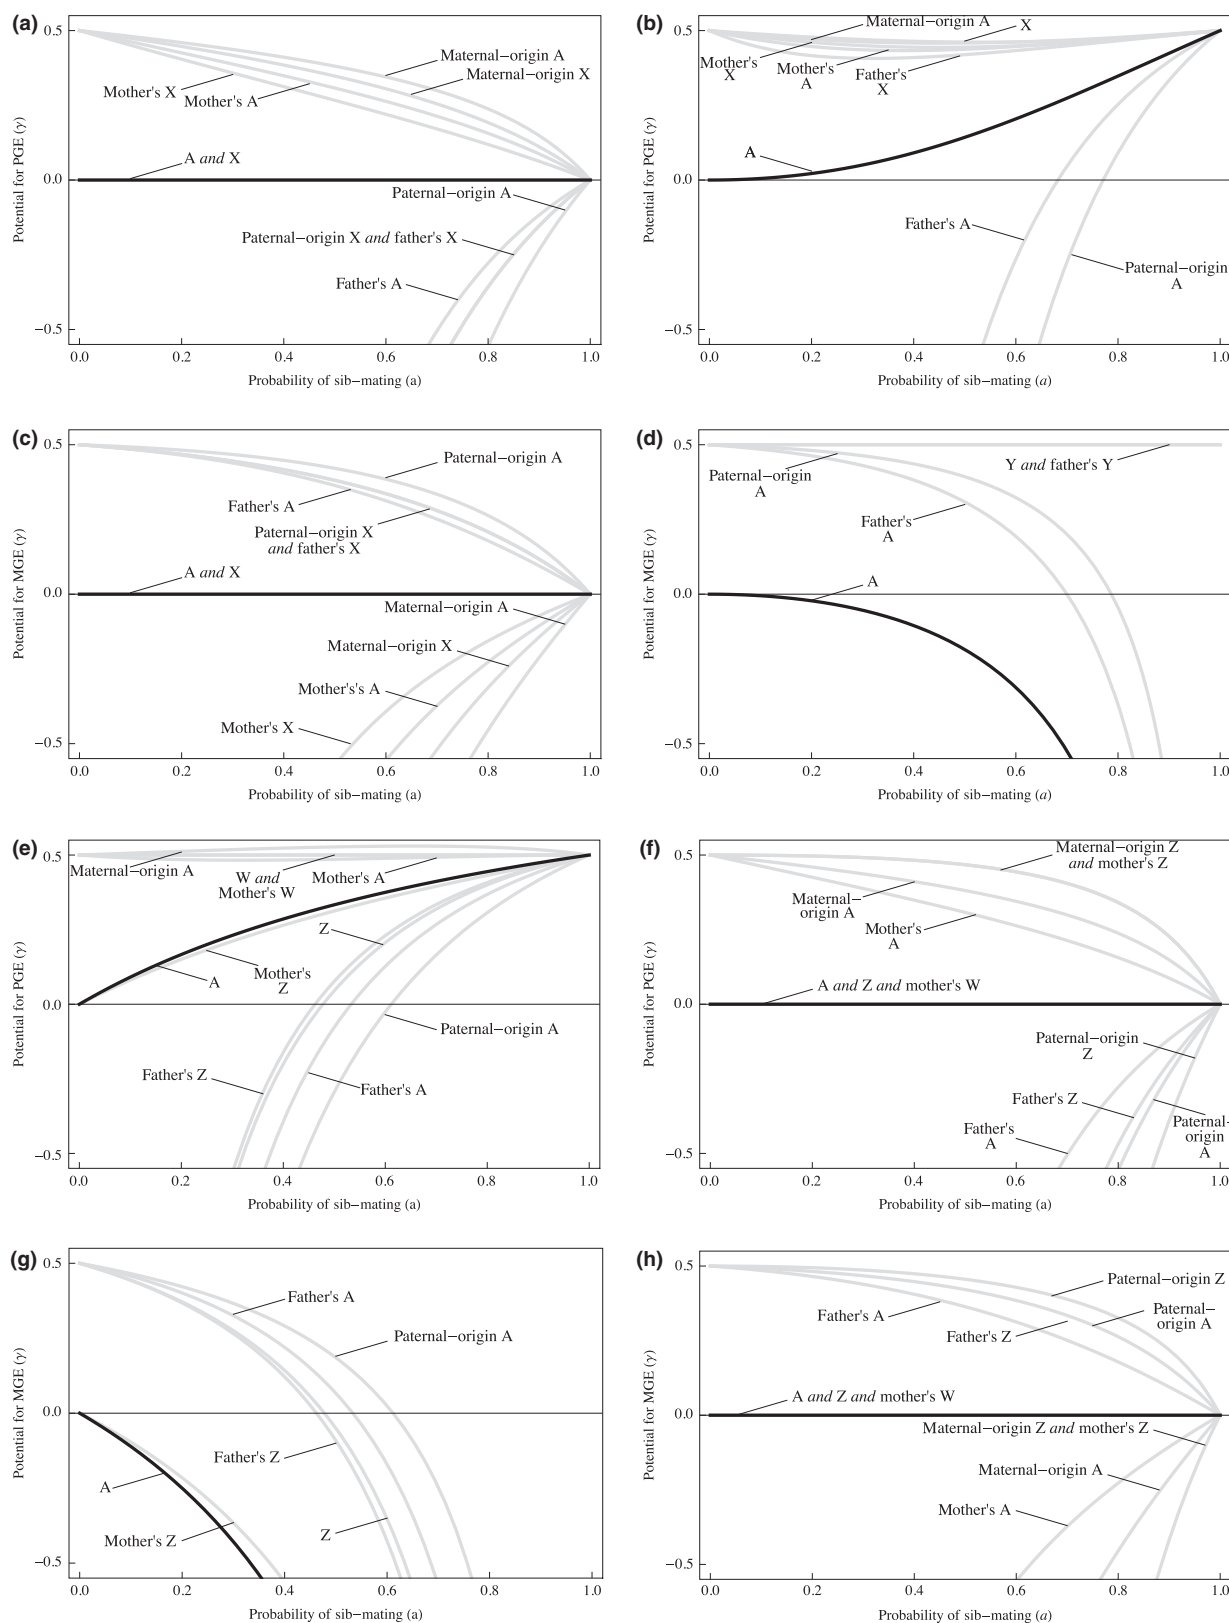 (a)
0.5
0.0
−0.5
Potential for PGE (γ)
Maternal−origin A
Maternal−origin X
Mother's X
Mother's A
A and X
Paternal−origin A
Paternal−origin X and father's X
Father's A
0.0 0.2 0.4 0.6 0.8 1.0
Probability of sib−mating (a)
(b)
0.5
0.0
−0.5
Potential for PGE (γ)
Maternal−origin A
X
Mother's
X
Mother's
A
Father's
X
A
Father's A
Paternal−origin
A
0.0 0.2 0.4 0.6 0.8 1.0
Probability of sib−mating (a)
(c)
0.5
0.0
−0.5
Potential for MGE (γ)
Paternal−origin A
Father's A
Paternal−origin X
and father's X
A and X
Maternal−origin A
Maternal−origin X
Mother's's A
Mother's X
0.0 0.2 0.4 0.6 0.8 1.0
Probability of sib−mating (a)
(d)
0.5
0.0
−0.5
Potential for MGE (γ)
Y and father's Y
Paternal−origin
A
Father's
A
A
0.0 0.2 0.4 0.6 0.8 1.0
Probability of sib−mating (a)
(e)
0.5
0.0
−0.5
Potential for PGE (γ)
Maternal−origin A
W and
Mother's W
Mother's A
Z
Mother's
Z
A
Paternal−origin A
Father's Z
Father's A
0.0 0.2 0.4 0.6 0.8 1.0
Probability of sib−mating (a)
(f)
0.5
0.0
−0.5
Potential for PGE (γ)
Maternal−origin Z
and mother's Z
Maternal−
origin A
Mother's
A
A and Z and mother's W
Paternal−origin
Z
Father's Z
Father's
A
Paternal−
origin
A
0.0 0.2 0.4 0.6 0.8 1.0
Probability of sib−mating (a)
(g)
0.5
0.0
−0.5
Potential for MGE (γ)
Father's A
Paternal−origin A
Father's Z
A
Mother's Z
Z
0.0 0.2 0.4 0.6 0.8 1.0
Probability of sib−mating (a)
(h)
0.5
0.0
−0.5
Potential for MGE (γ)
Paternal−origin Z
Paternal−
origin A
Father's A
Father's Z
A and Z and mother's W
Maternal−origin Z and mother's Z
Maternal−origin A
Mother's A
0.0 0.2 0.4 0.6 0.8 1.0
Probability of sib−mating (a)